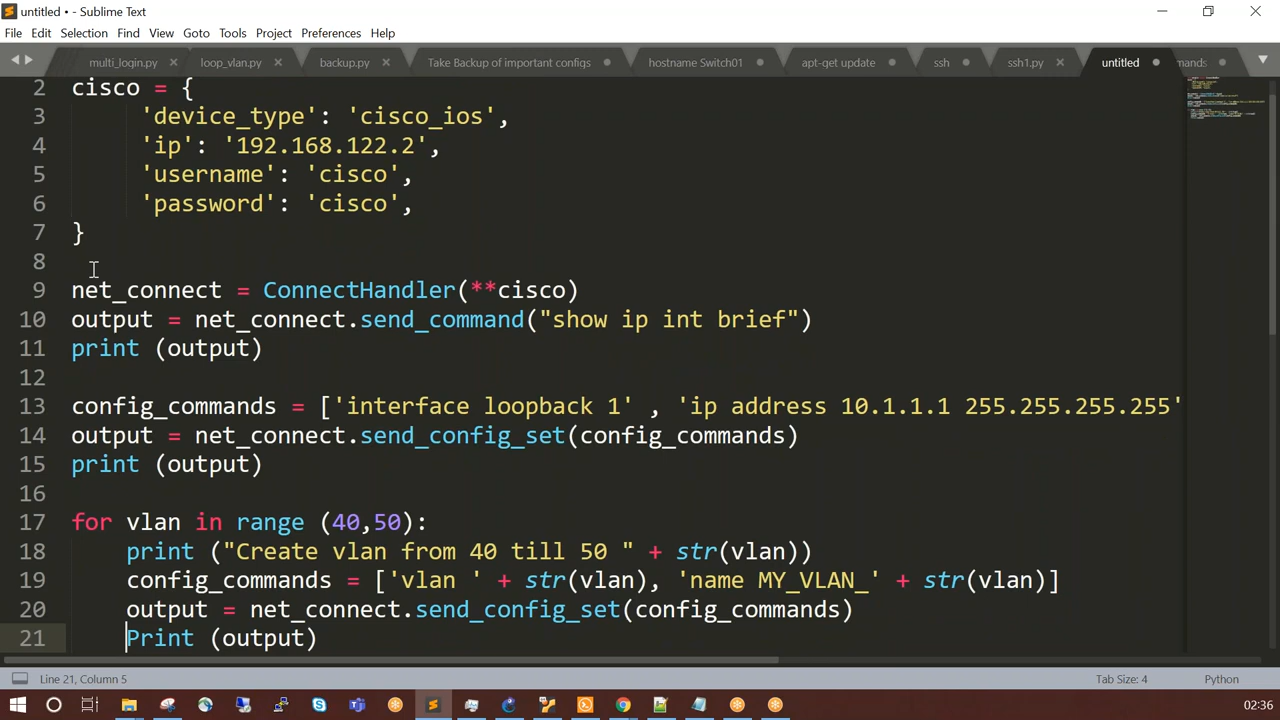 untitled • - Sublime Text
File Edit Selection Find View Goto Tools Project Preferences Help
multi_login.py loop_vlan.py backup.py Take Backup of important configs hostname Switch01 apt-get update ssh ssh1.py untitled mands
2 cisco = {
3 'device_type': 'cisco_ios',
4 'ip': '192.168.122.2',
5 'username': 'cisco',
6 'password': 'cisco',
7 }
8
9 net_connect = ConnectHandler(**cisco)
10 output = net_connect.send_command("show ip int brief")
11 print (output)
12
13 config_commands = ['interface loopback 1' , 'ip address 10.1.1.1 255.255.255.255'
14 output = net_connect.send_config_set(config_commands)
15 print (output)
16
17 for vlan in range (40,50):
18 print ("Create vlan from 40 till 50 " + str(vlan))
19 config_commands = ['vlan ' + str(vlan), 'name MY_VLAN_' + str(vlan)]
20 output = net_connect.send_config_set(config_commands)
21 Print (output)
Line 21, Column 5 Tab Size: 4 Python
02:36